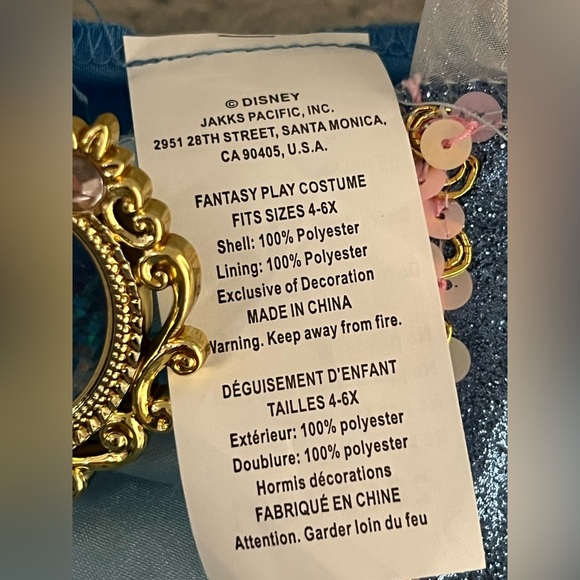 © DISNEY
JAKKS PACIFIC, INC.
2951 28TH STREET, SANTA MONICA,
CA 90405, U.S.A.
FANTASY PLAY COSTUME
FITS SIZES 4-6X
Shell: 100% Polyester
Lining: 100% Polyester
Exclusive of Decoration
MADE IN CHINA
Warning. Keep away from fire.
DÉGUISEMENT D'ENFANT
TAILLES 4-6X
Extérieur: 100% polyester
Doublure: 100% polyester
Hormis décorations
FABRIQUÉ EN CHINE
Attention. Garder loin du feu